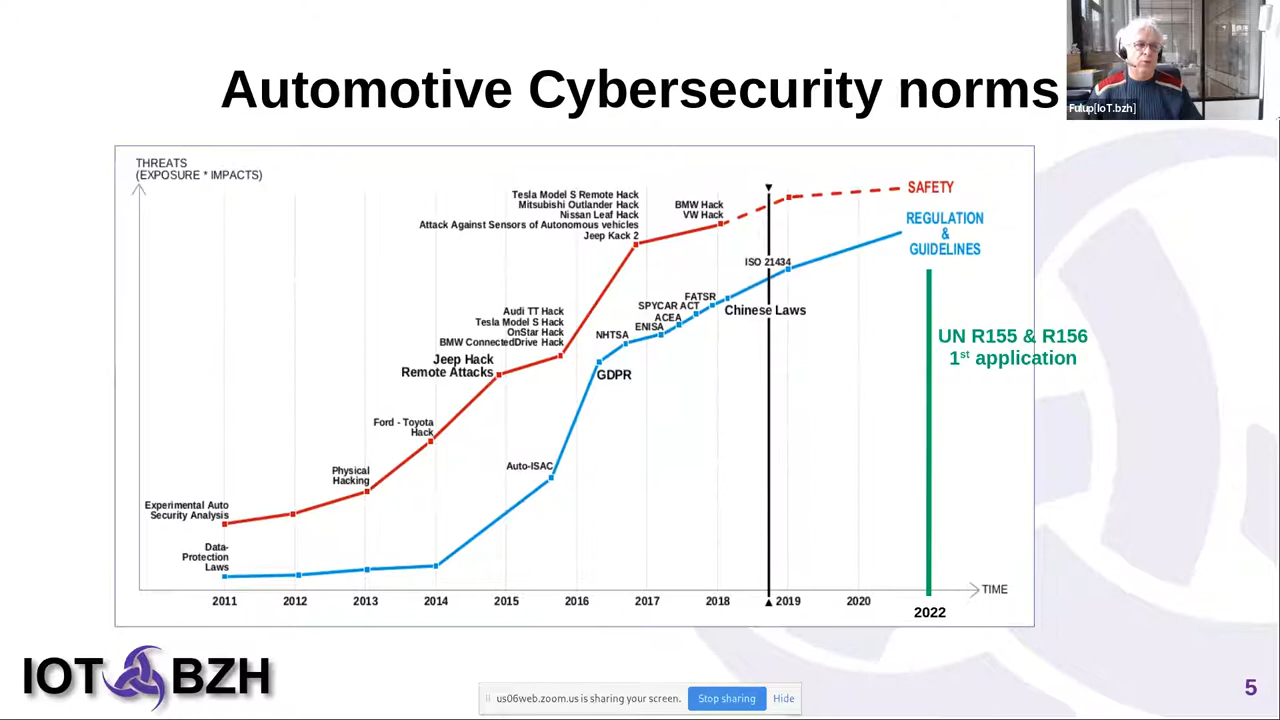 Automotive Cybersecurity norms
Fulup[IoT.bzh]
THREATS
(EXPOSURE * IMPACTS)
Tesla Model S Remote Hack
Mitsubishi Outlander Hack
Nissan Leaf Hack
Attack Against Sensors of Autonomous vehicles
Jeep Kack 2
BMW Hack
VW Hack
SAFETY
REGULATION
&
GUIDELINES
ISO 21434
Chinese Laws
FATSR
SPYCAR ACT
ACEA
ENISA
NHTSA
GDPR
Audi TT Hack
Tesla Model S Hack
OnStar Hack
BMW ConnectedDrive Hack
Jeep Hack
Remote Attacks
Ford - Toyota
Hack
Physical
Hacking
Auto-ISAC
Experimental Auto
Security Analysis
Data-
Protection
Laws
UN R155 & R156
1st application
TIME
2011 2012 2013 2014 2015 2016 2017 2018 2019 2020
2022
IOT BZH
us06web.zoom.us is sharing your screen. Stop sharing Hide
5